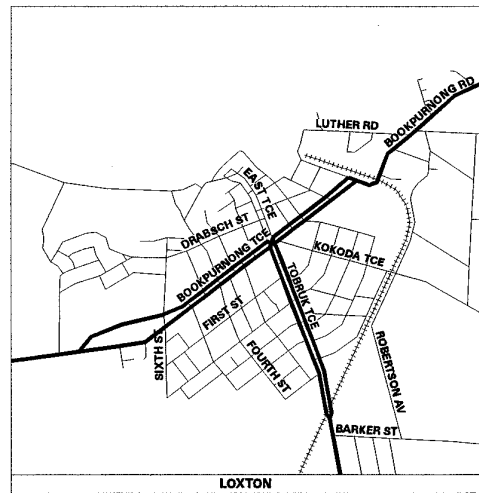 BOOKPURNONG RD
LUTHER RD
EAST TCE
DRABSCH ST
BOOKPURNONG TCE
KOKODA TCE
TOBRUK TCE
FIRST ST
SIXTH ST
FOURTH ST
ROBERTSON AV
BARKER ST
LOXTON